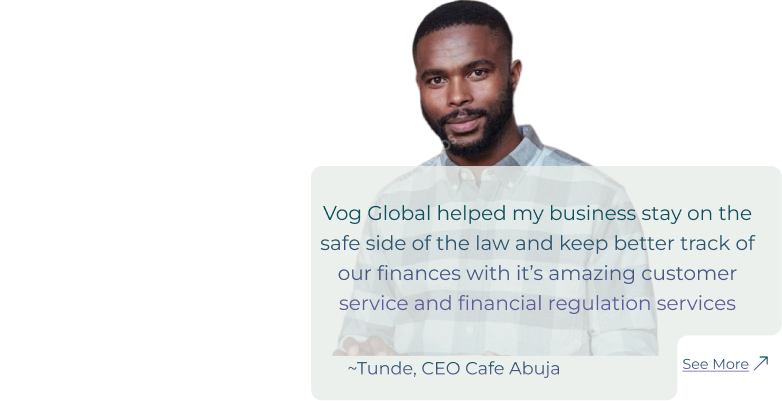 Vog Global helped my business stay on the
safe side of the law and keep better track of
our finances with it’s amazing customer
service and financial regulation services
~Tunde, CEO Cafe Abuja
See More